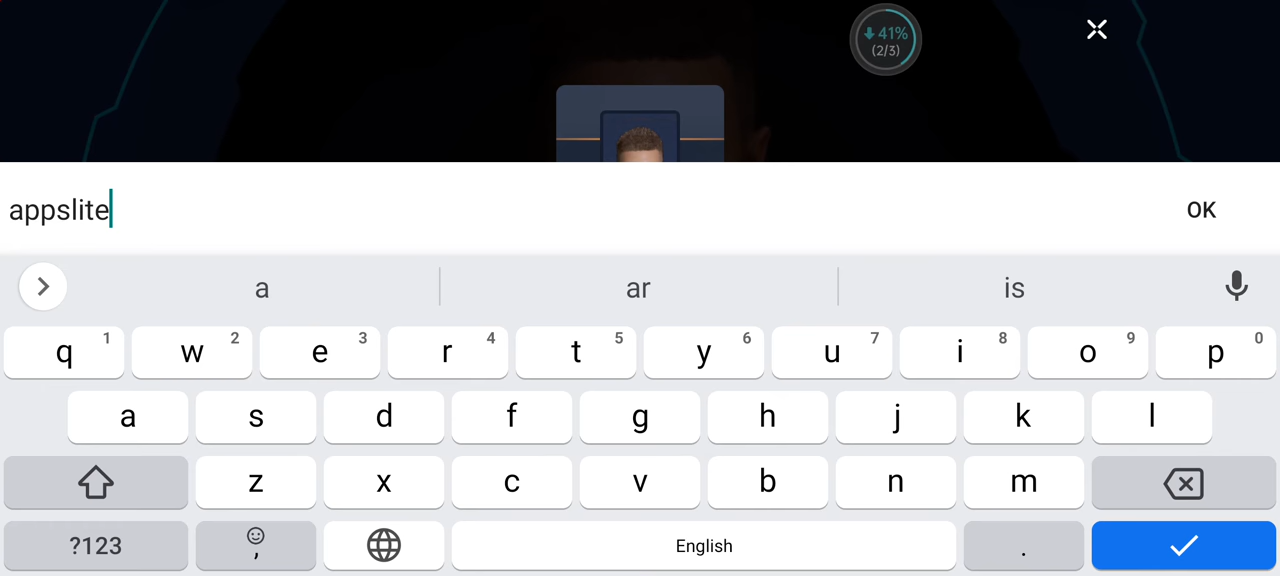 41%
(2/3)
appslite
OK
a ar is
q 1 w 2 e 3 r 4 t 5 y 6 u 7 i 8 o 9 p 0
a s d f g h j k l
z x c v b n m
?123 , English .